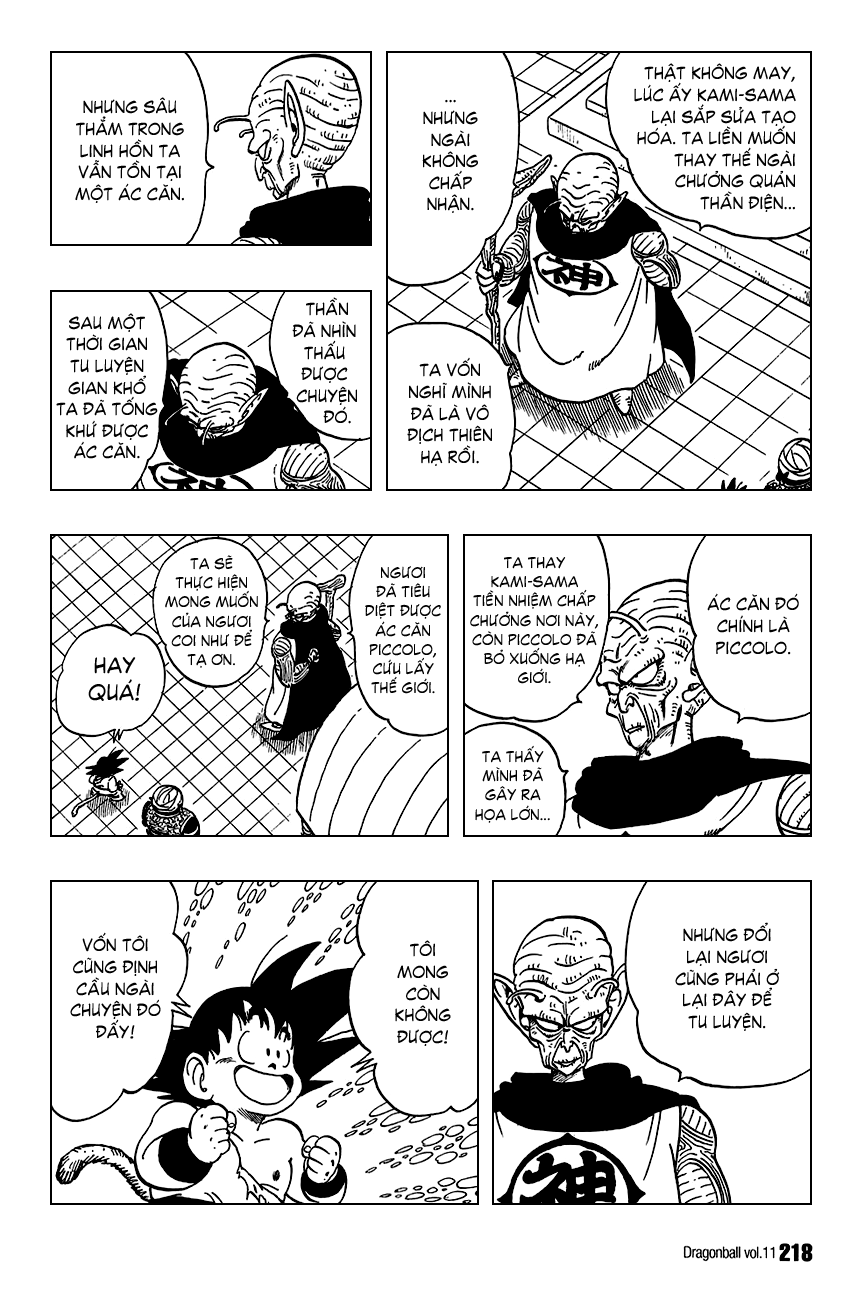 THẬT KHÔNG MAY,
LÚC ẤY KAMI-SAMA
LẠI SẮP SỬA TẠO
HÓA. TA LIỀN MUỐN
THAY THẾ NGÀI
CHƯỞNG QUẢN
THẦN ĐIỆN...
...
NHƯNG
NGÀI
KHÔNG
CHẤP
NHẬN.
TA VỐN
NGHĨ MÌNH
ĐÃ LÀ VÔ
ĐỊCH THIÊN
HẠ RỒI.
神
NHƯNG SÂU
THẲM TRONG
LINH HỒN TA
VẪN TỒN TẠI
MỘT ÁC CĂN.
THẦN
ĐÃ NHÌN
THẤU
ĐƯỢC
CHUYỆN
ĐÓ.
SAU MỘT
THỜI GIAN
TU LUYỆN
GIAN KHỔ
TA ĐÃ TỐNG
KHỨ ĐƯỢC
ÁC CĂN.
神
ÁC CĂN ĐÓ
CHÍNH LÀ
PICCOLO.
TA THAY
KAMI-SAMA
TIỀN NHIỆM CHẤP
CHƯỞNG NƠI NÀY,
CÒN PICCOLO ĐÃ
BỎ XUỐNG HẠ
GIỚI.
TA THẤY
MÌNH ĐÃ
GÂY RA
HỌA LỚN...
NGƯƠI
ĐÃ TIÊU
DIỆT ĐƯỢC
ÁC CĂN
PICCOLO,
CỨU LẤY
THẾ GIỚI.
TA SẼ
THỰC HIỆN
MONG MUỐN
CỦA NGƯƠI
COI NHƯ ĐỂ
TẠ ƠN.
HAY
QUÁ!
NHƯNG ĐỔI
LẠI NGƯƠI
CŨNG PHẢI Ở
LẠI ĐÂY ĐỂ
TU LUYỆN.
神
TÔI
MONG
CÒN
KHÔNG
ĐƯỢC!
VỐN TÔI
CŨNG ĐỊNH
CẦU NGÀI
CHUYỆN ĐÓ
ĐẤY!
Dragonball vol.11 218